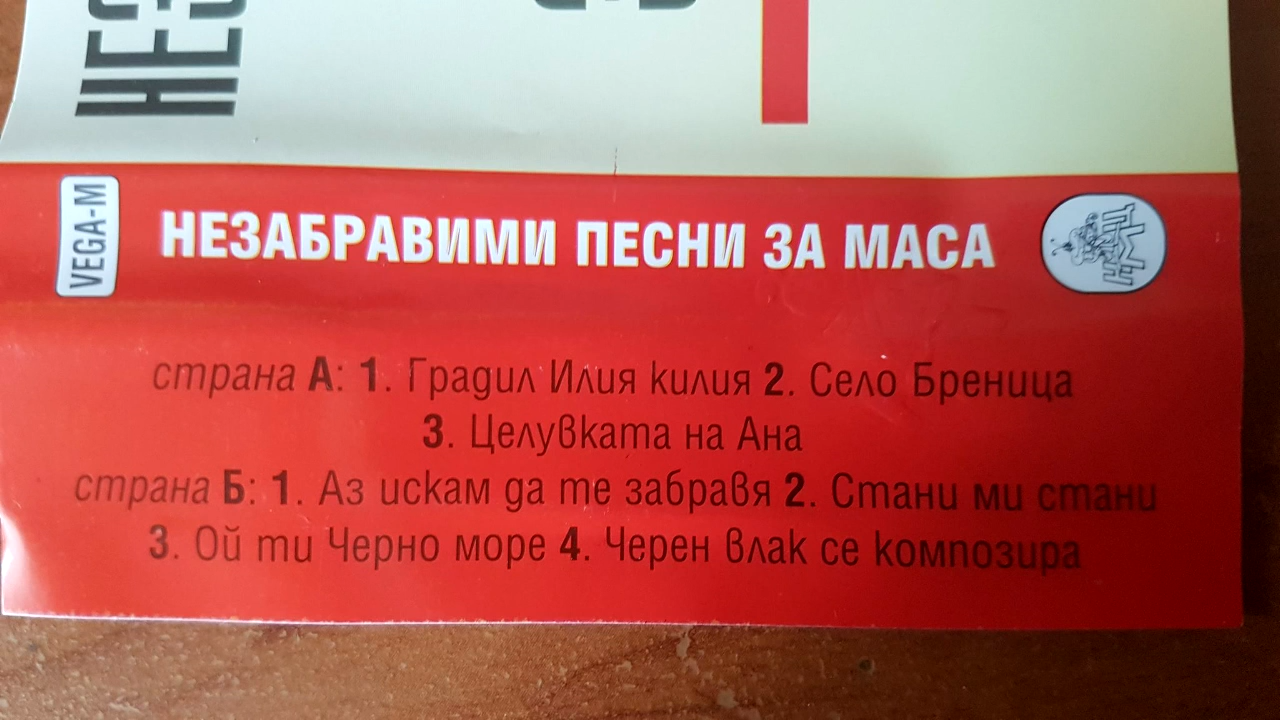 НЕЗ
VEGA-M
НЕЗАБРАВИМИ ПЕСНИ ЗА МАСА
страна А: 1. Градил Илия килия 2. Село Бреница
3. Целувката на Ана
страна Б: 1. Аз искам да те забравя 2. Стани ми стани
3. Ой ти Черно море 4. Черен влак се композира